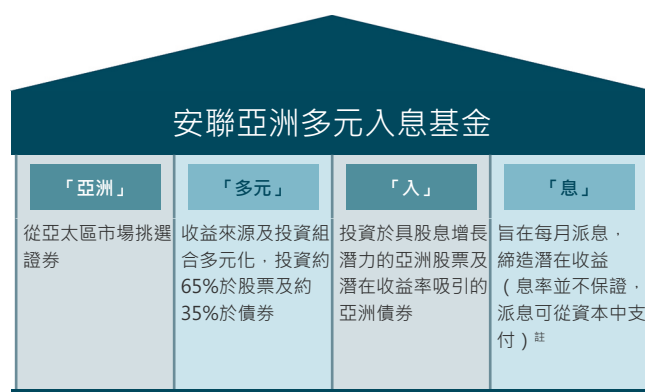 安聯亞洲多元入息基金
「亞洲」
從亞太區市場挑選
證券
「多元」
收益來源及投資組
合多元化，投資約
65%於股票及約
35%於債券
「入」
投資於具股息增長
潛力的亞洲股票及
潛在收益率吸引的
亞洲債券
「息」
旨在每月派息，
締造潛在收益
（息率並不保證，
派息可從資本中支
付）註